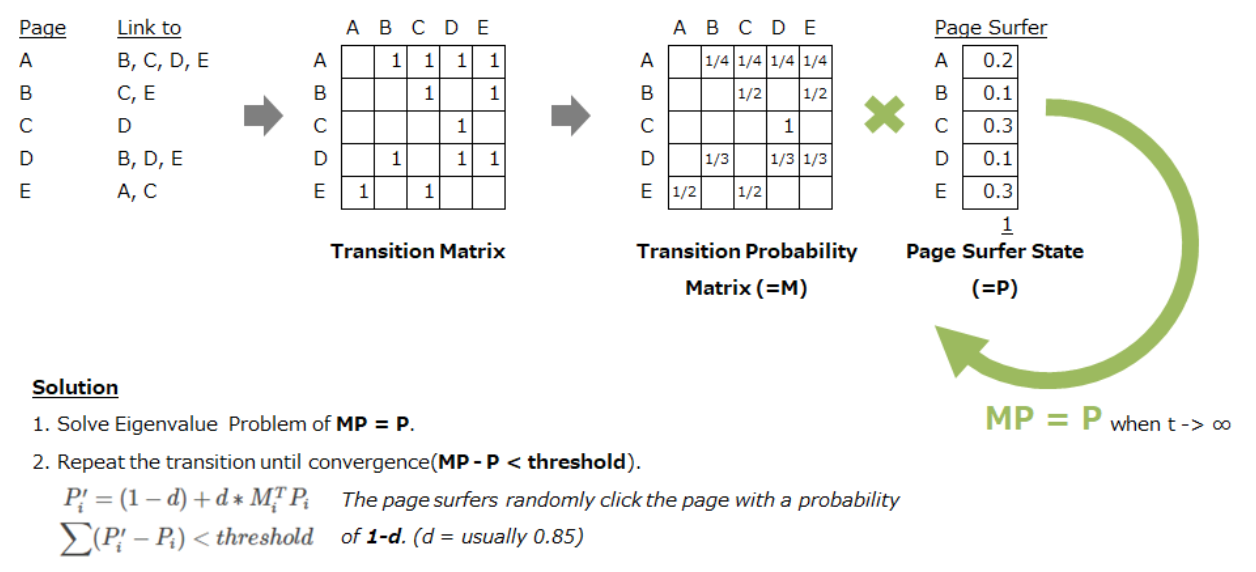 Page Link to A B C D E A B C D E Page Surfer
A B, C, D, E A 1 1 1 1 A 1/4 1/4 1/4 1/4 A 0.2
B C, E B 1 1 B 1/2 1/2 B 0.1
C D C 1 C 1 C 0.3
D B, D, E D 1 1 1 D 1/3 1/3 1/3 D 0.1
E A, C E 1 1 E 1/2 1/2 E 0.3
1
Transition Matrix Transition Probability Page Surfer State
Matrix (=M) (=P)
Solution
1. Solve Eigenvalue Problem of MP = P.
MP = P when t -> ∞
2. Repeat the transition until convergence(MP - P < threshold).
P′ᵢ = (1 − d) + d ∗ Mᵢᵀ Pᵢ The page surfers randomly click the page with a probability
∑(P′ᵢ − Pᵢ) < threshold of 1-d. (d = usually 0.85)